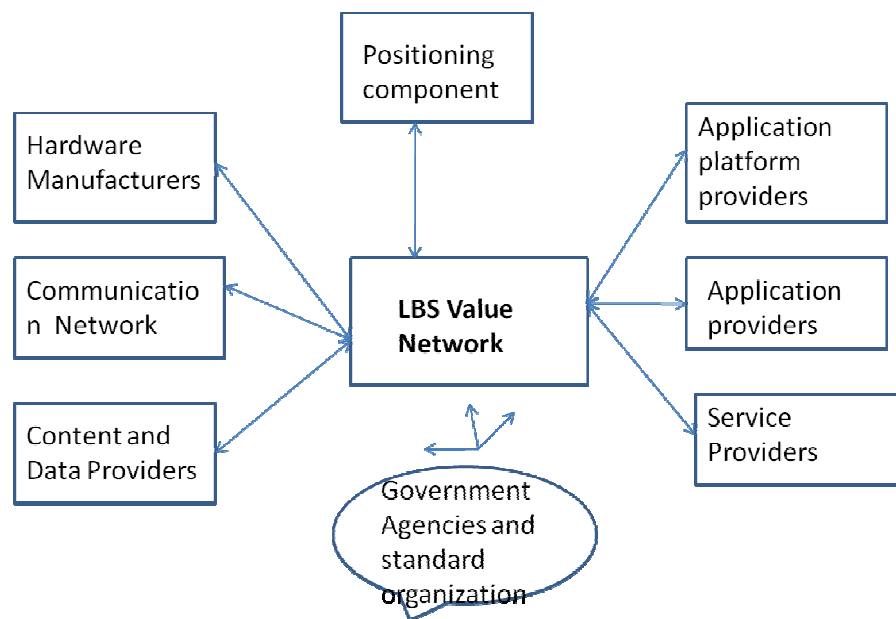 Positioning
component
Hardware
Manufacturers
Application
platform
providers
Communicatio
n Network
LBS Value
Network
Application
providers
Content and
Data Providers
Service
Providers
Government
Agencies and
standard
organization